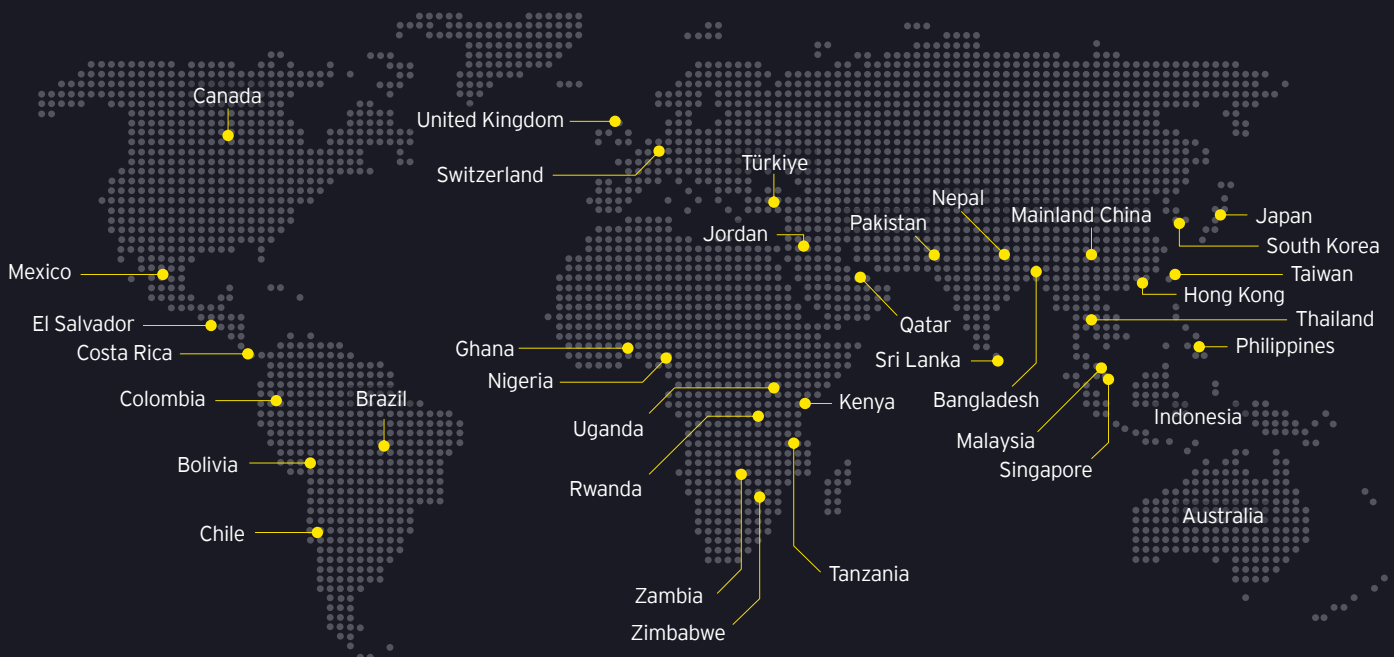 Canada
United Kingdom
Switzerland
Türkiye
Nepal
Mainland China
Pakistan
Japan
Jordan
South Korea
Mexico
Taiwan
Hong Kong
El Salvador
Qatar
Thailand
Costa Rica
Ghana
Sri Lanka
Philippines
Nigeria
Colombia
Brazil
Kenya
Bangladesh
Uganda
Indonesia
Malaysia
Bolivia
Singapore
Rwanda
Australia
Chile
Tanzania
Zambia
Zimbabwe